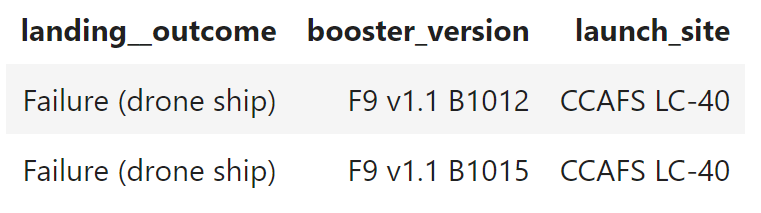 landing__outcome booster_version launch_site
Failure (drone ship) F9 v1.1 B1012 CCAFS LC-40
Failure (drone ship) F9 v1.1 B1015 CCAFS LC-40